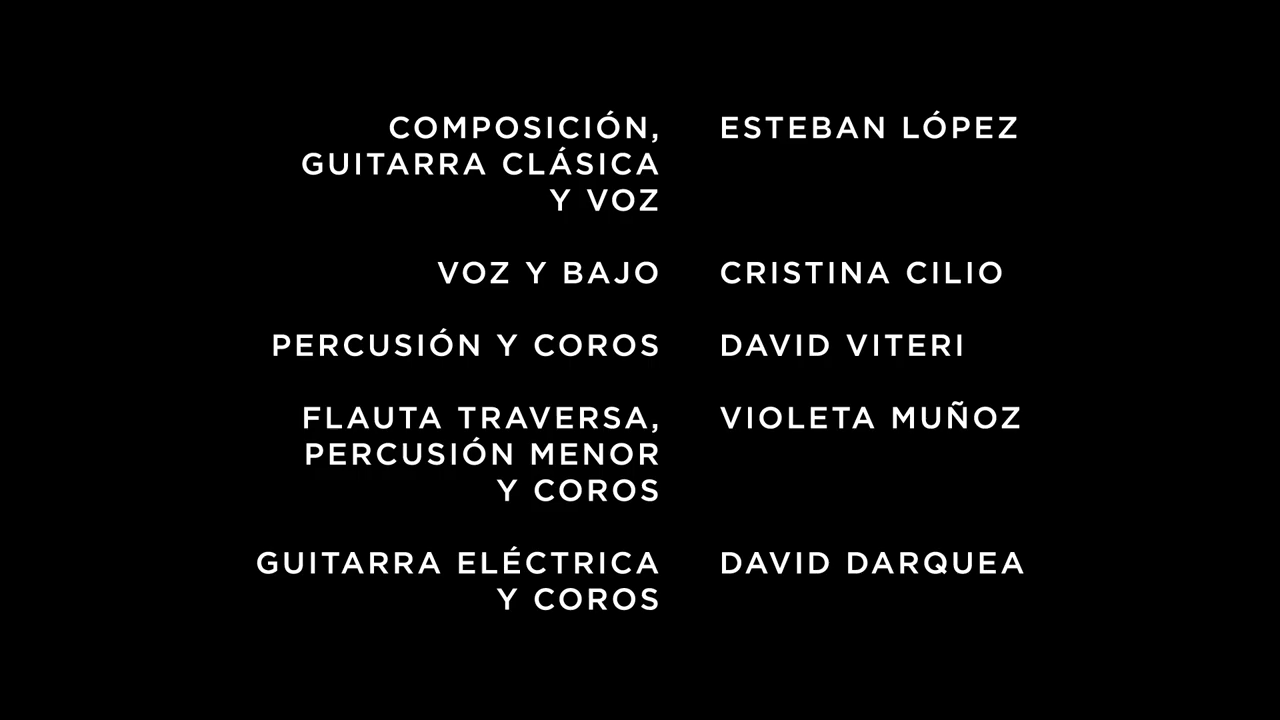 COMPOSICIÓN, ESTEBAN LÓPEZ
GUITARRA CLÁSICA
Y VOZ
VOZ Y BAJO CRISTINA CILIO
PERCUSIÓN Y COROS DAVID VITERI
FLAUTA TRAVERSA, VIOLETA MUÑOZ
PERCUSIÓN MENOR
Y COROS
GUITARRA ELÉCTRICA DAVID DARQUEA
Y COROS